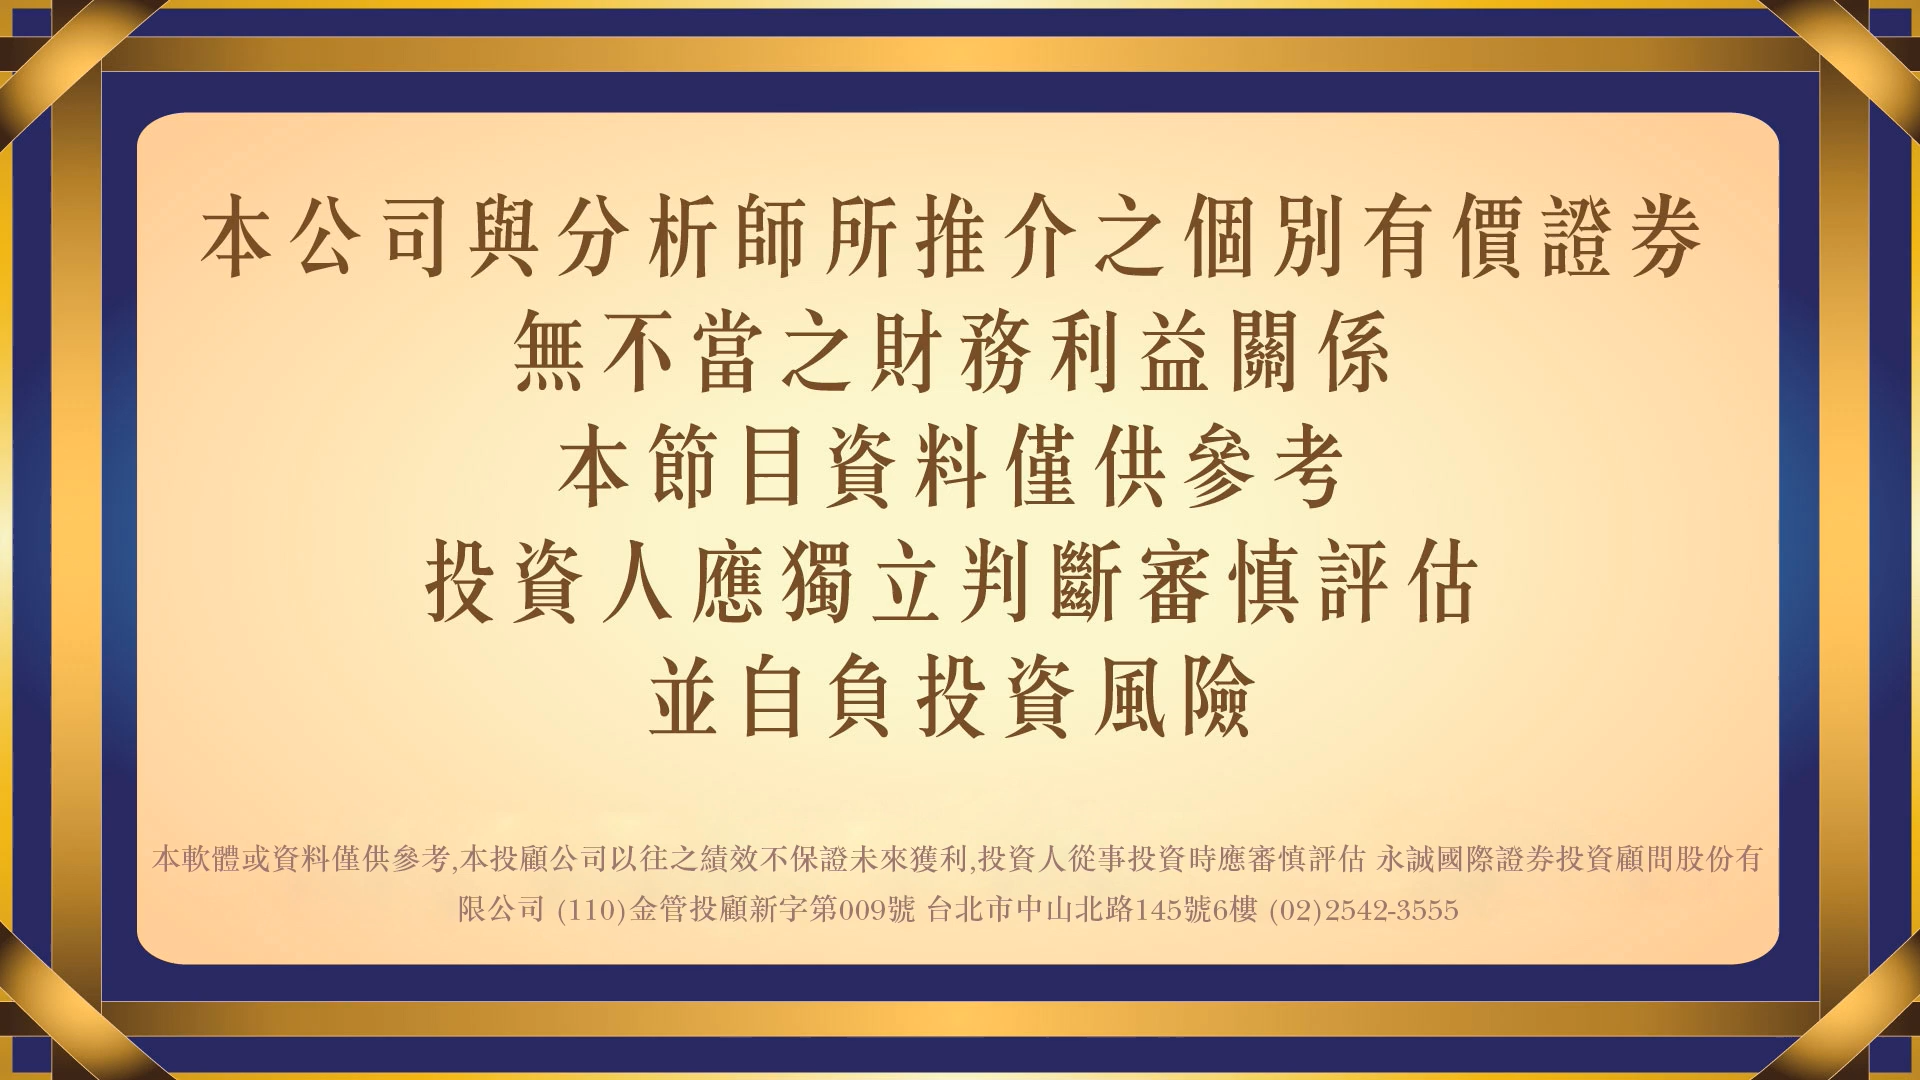 本公司與分析師所推介之個別有價證券
無不當之財務利益關係
本節目資料僅供參考
投資人應獨立判斷審慎評估
並自負投資風險
本軟體或資料僅供參考,本投顧公司以往之績效不保證未來獲利,投資人從事投資時應審慎評估 永誠國際證券投資顧問股份有
限公司 (110)金管投顧新字第009號 台北市中山北路145號6樓 (02)2542-3555